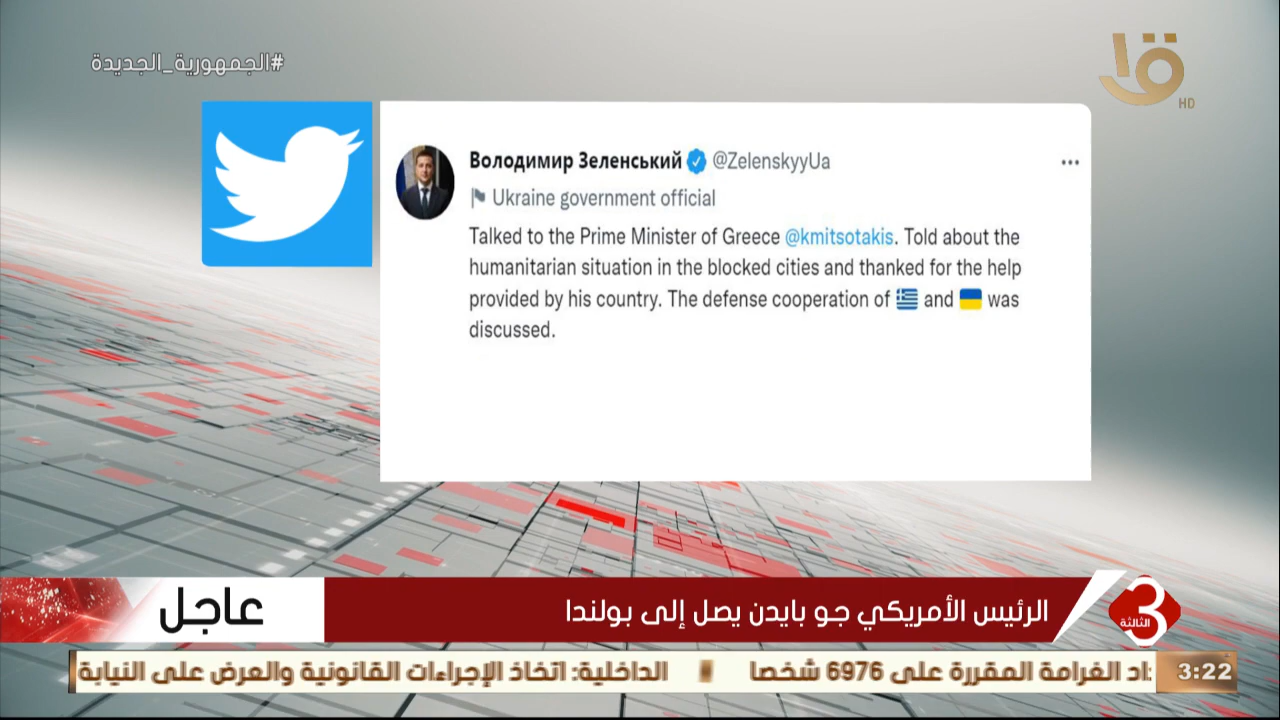 #الجمهورية_الجديدة
HD
Володимир Зеленський @ZelenskyyUa
Ukraine government official
Talked to the Prime Minister of Greece @kmitsotakis. Told about the
humanitarian situation in the blocked cities and thanked for the help
provided by his country. The defense cooperation of 🇬🇷 and 🇺🇦 was
discussed.
عاجل
الرئيس الأمريكي جو بايدن يصل إلى بولندا
3
الثالثة
الغرامة المقررة على 6976 شخصا
الداخلية: اتخاذ الإجراءات القانونية والعرض على النيابة
3:22